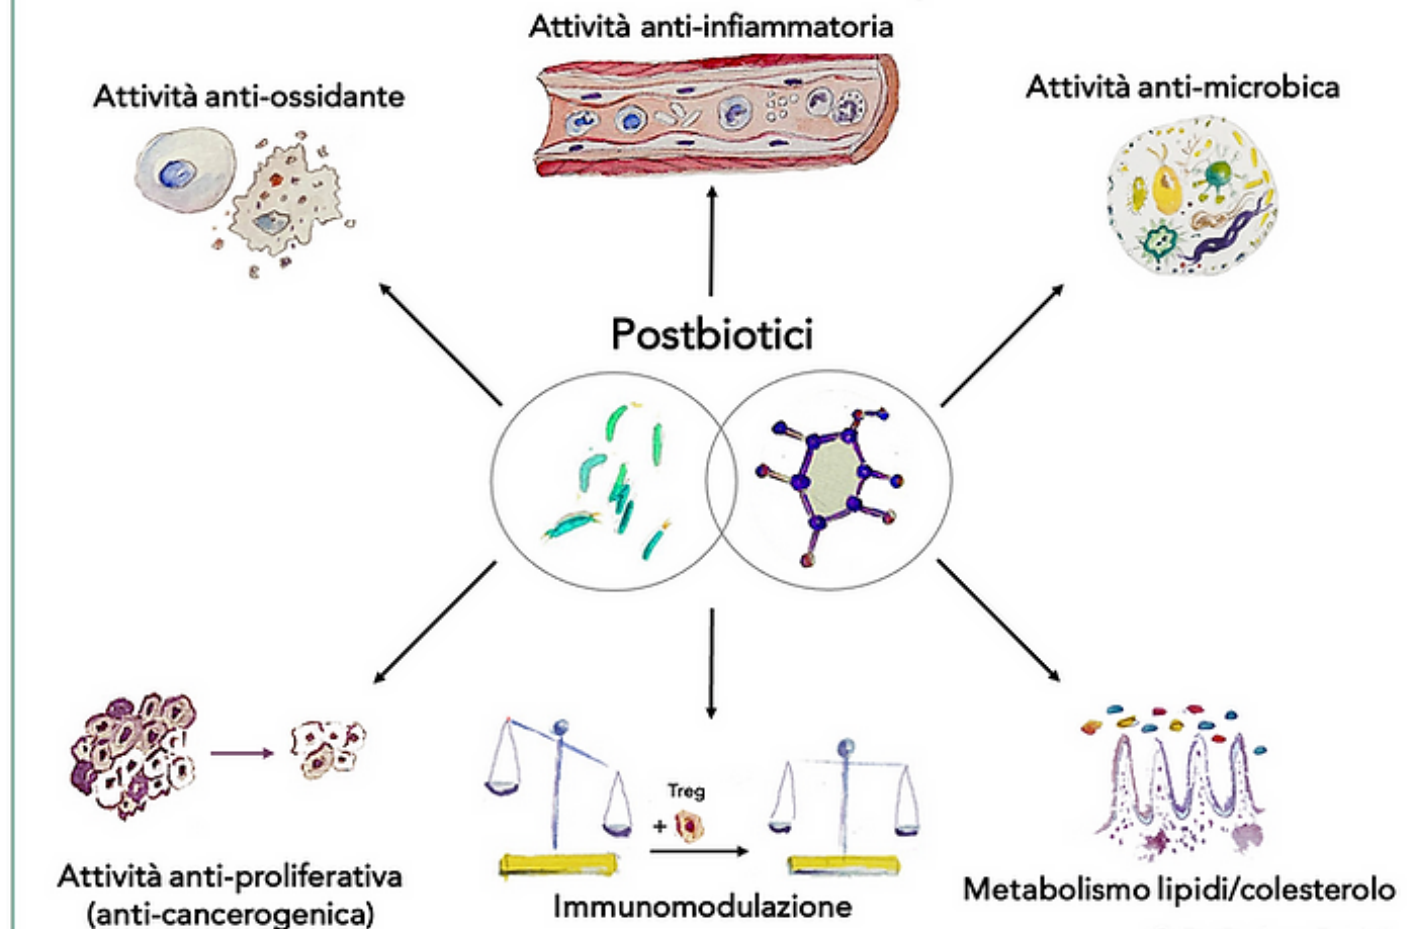 Attività anti-infiammatoria
Attività anti-ossidante
Attività anti-microbica
Postbiotici
Treg
+
Attività anti-proliferativa
(anti-cancerogenica)
Immunomodulazione
Metabolismo lipidi/colesterolo